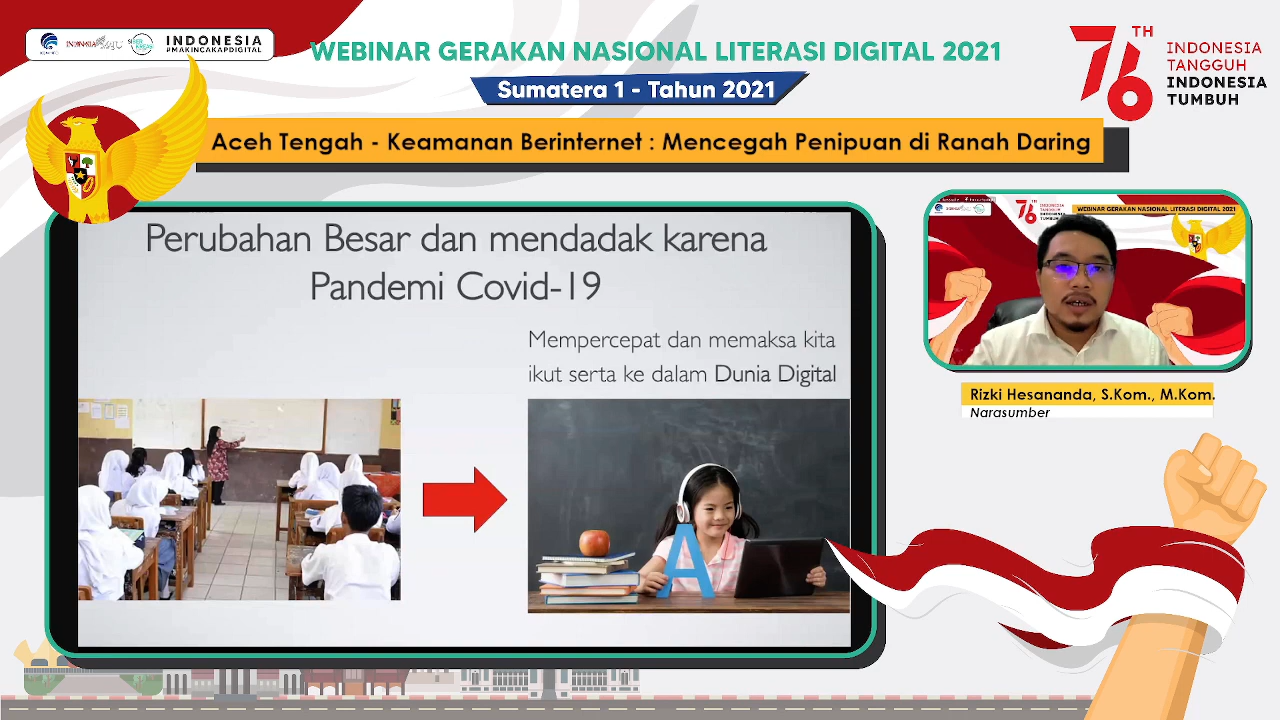 INDONESIA
#MAKINCAKAPDIGITAL
WEBINAR GERAKAN NASIONAL LITERASI DIGITAL 2021
Sumatera 1 - Tahun 2021
76 TH
INDONESIA
TANGGUH
INDONESIA
TUMBUH
Aceh Tengah - Keamanan Berinternet : Mencegah Penipuan di Ranah Daring
Perubahan Besar dan mendadak karena
Pandemi Covid-19
Mempercepat dan memaksa kita
ikut serta ke dalam Dunia Digital
A
76
WEBINAR GERAKAN NASIONAL LITERASI DIGITAL 2021
Rizki Hesananda, S.Kom., M.Kom.
Narasumber